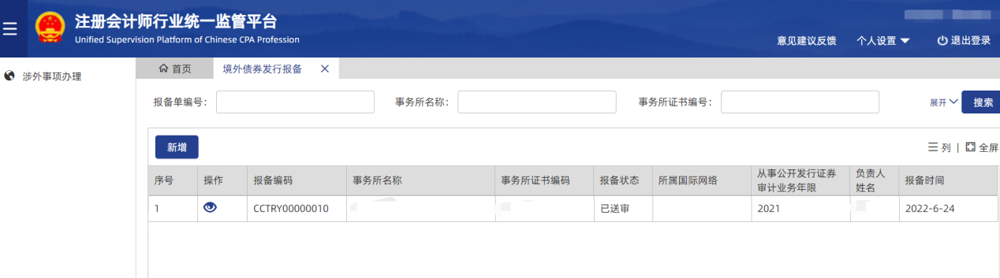 注册会计师行业统一监管平台
Unified Supervision Platform of Chinese CPA Profession
意见建议反馈 个人设置 退出登录
涉外事项办理
首页 境外债券发行报备
报备单编号： 事务所名称： 事务所证书编号： 展开 搜索
新增
列 | 全屏
序号 操作 报备编码 事务所名称 事务所证书编码 报备状态 所属国际网络 从事公开发行证券 负责人 报备时间
审计业务年限 姓名
1 CCTRY00000010 已送审 2021 2022-6-24